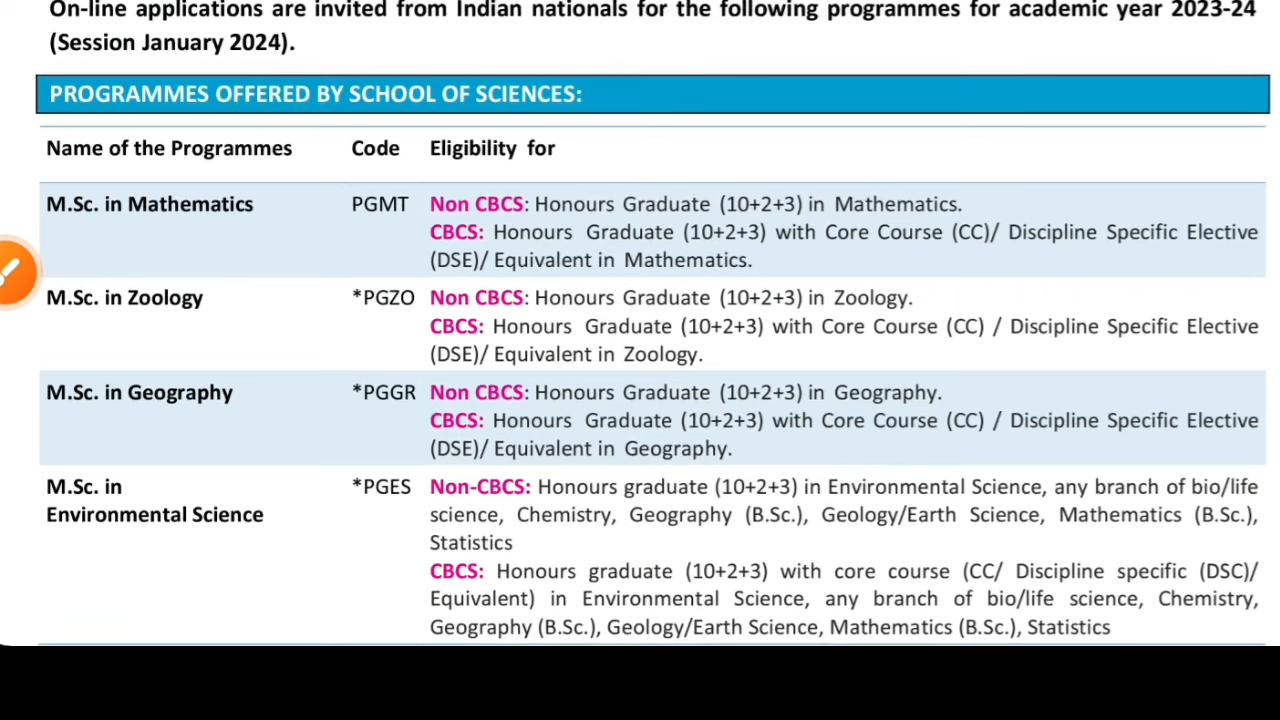 On-line applications are invited from Indian nationals for the following programmes for academic year 2023-24
(Session January 2024).
PROGRAMMES OFFERED BY SCHOOL OF SCIENCES:
Name of the Programmes Code Eligibility for
M.Sc. in Mathematics PGMT Non CBCS: Honours Graduate (10+2+3) in Mathematics.
CBCS: Honours Graduate (10+2+3) with Core Course (CC)/ Discipline Specific Elective
(DSE)/ Equivalent in Mathematics.
M.Sc. in Zoology *PGZO Non CBCS: Honours Graduate (10+2+3) in Zoology.
CBCS: Honours Graduate (10+2+3) with Core Course (CC) / Discipline Specific Elective
(DSE)/ Equivalent in Zoology.
M.Sc. in Geography *PGGR Non CBCS: Honours Graduate (10+2+3) in Geography.
CBCS: Honours Graduate (10+2+3) with Core Course (CC) / Discipline Specific Elective
(DSE)/ Equivalent in Geography.
M.Sc. in *PGES Non-CBCS: Honours graduate (10+2+3) in Environmental Science, any branch of bio/life
Environmental Science science, Chemistry, Geography (B.Sc.), Geology/Earth Science, Mathematics (B.Sc.),
Statistics
CBCS: Honours graduate (10+2+3) with core course (CC/ Discipline specific (DSC)/
Equivalent) in Environmental Science, any branch of bio/life science, Chemistry,
Geography (B.Sc.), Geology/Earth Science, Mathematics (B.Sc.), Statistics